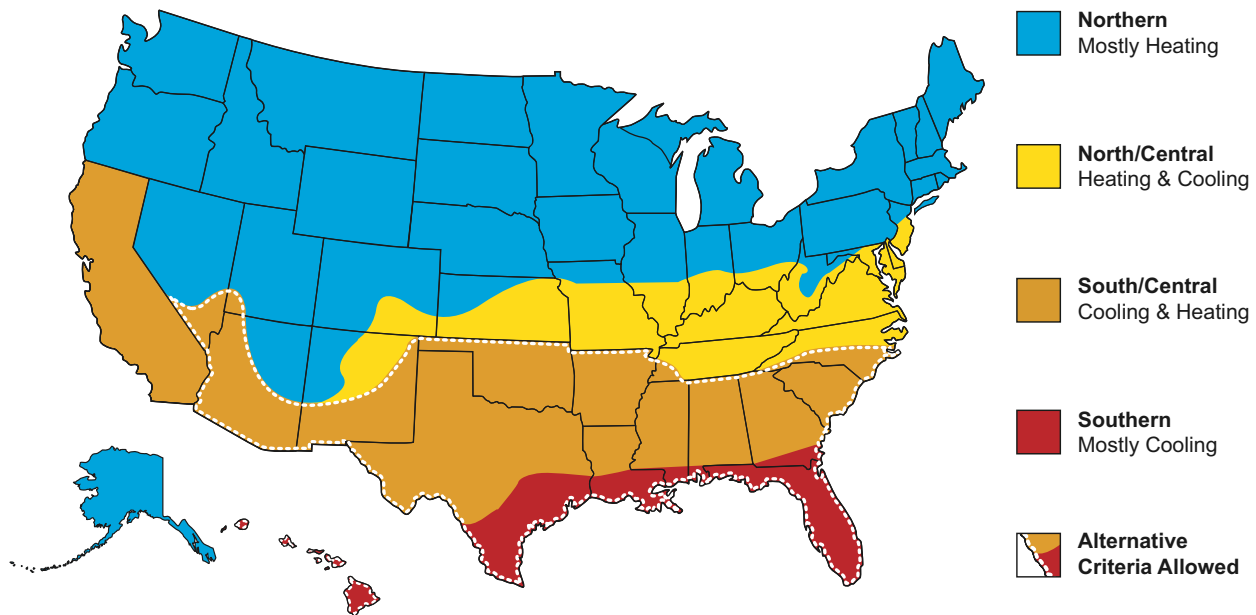 Northern
Mostly Heating
North/Central
Heating & Cooling
South/Central
Cooling & Heating
Southern
Mostly Cooling
Alternative
Criteria Allowed